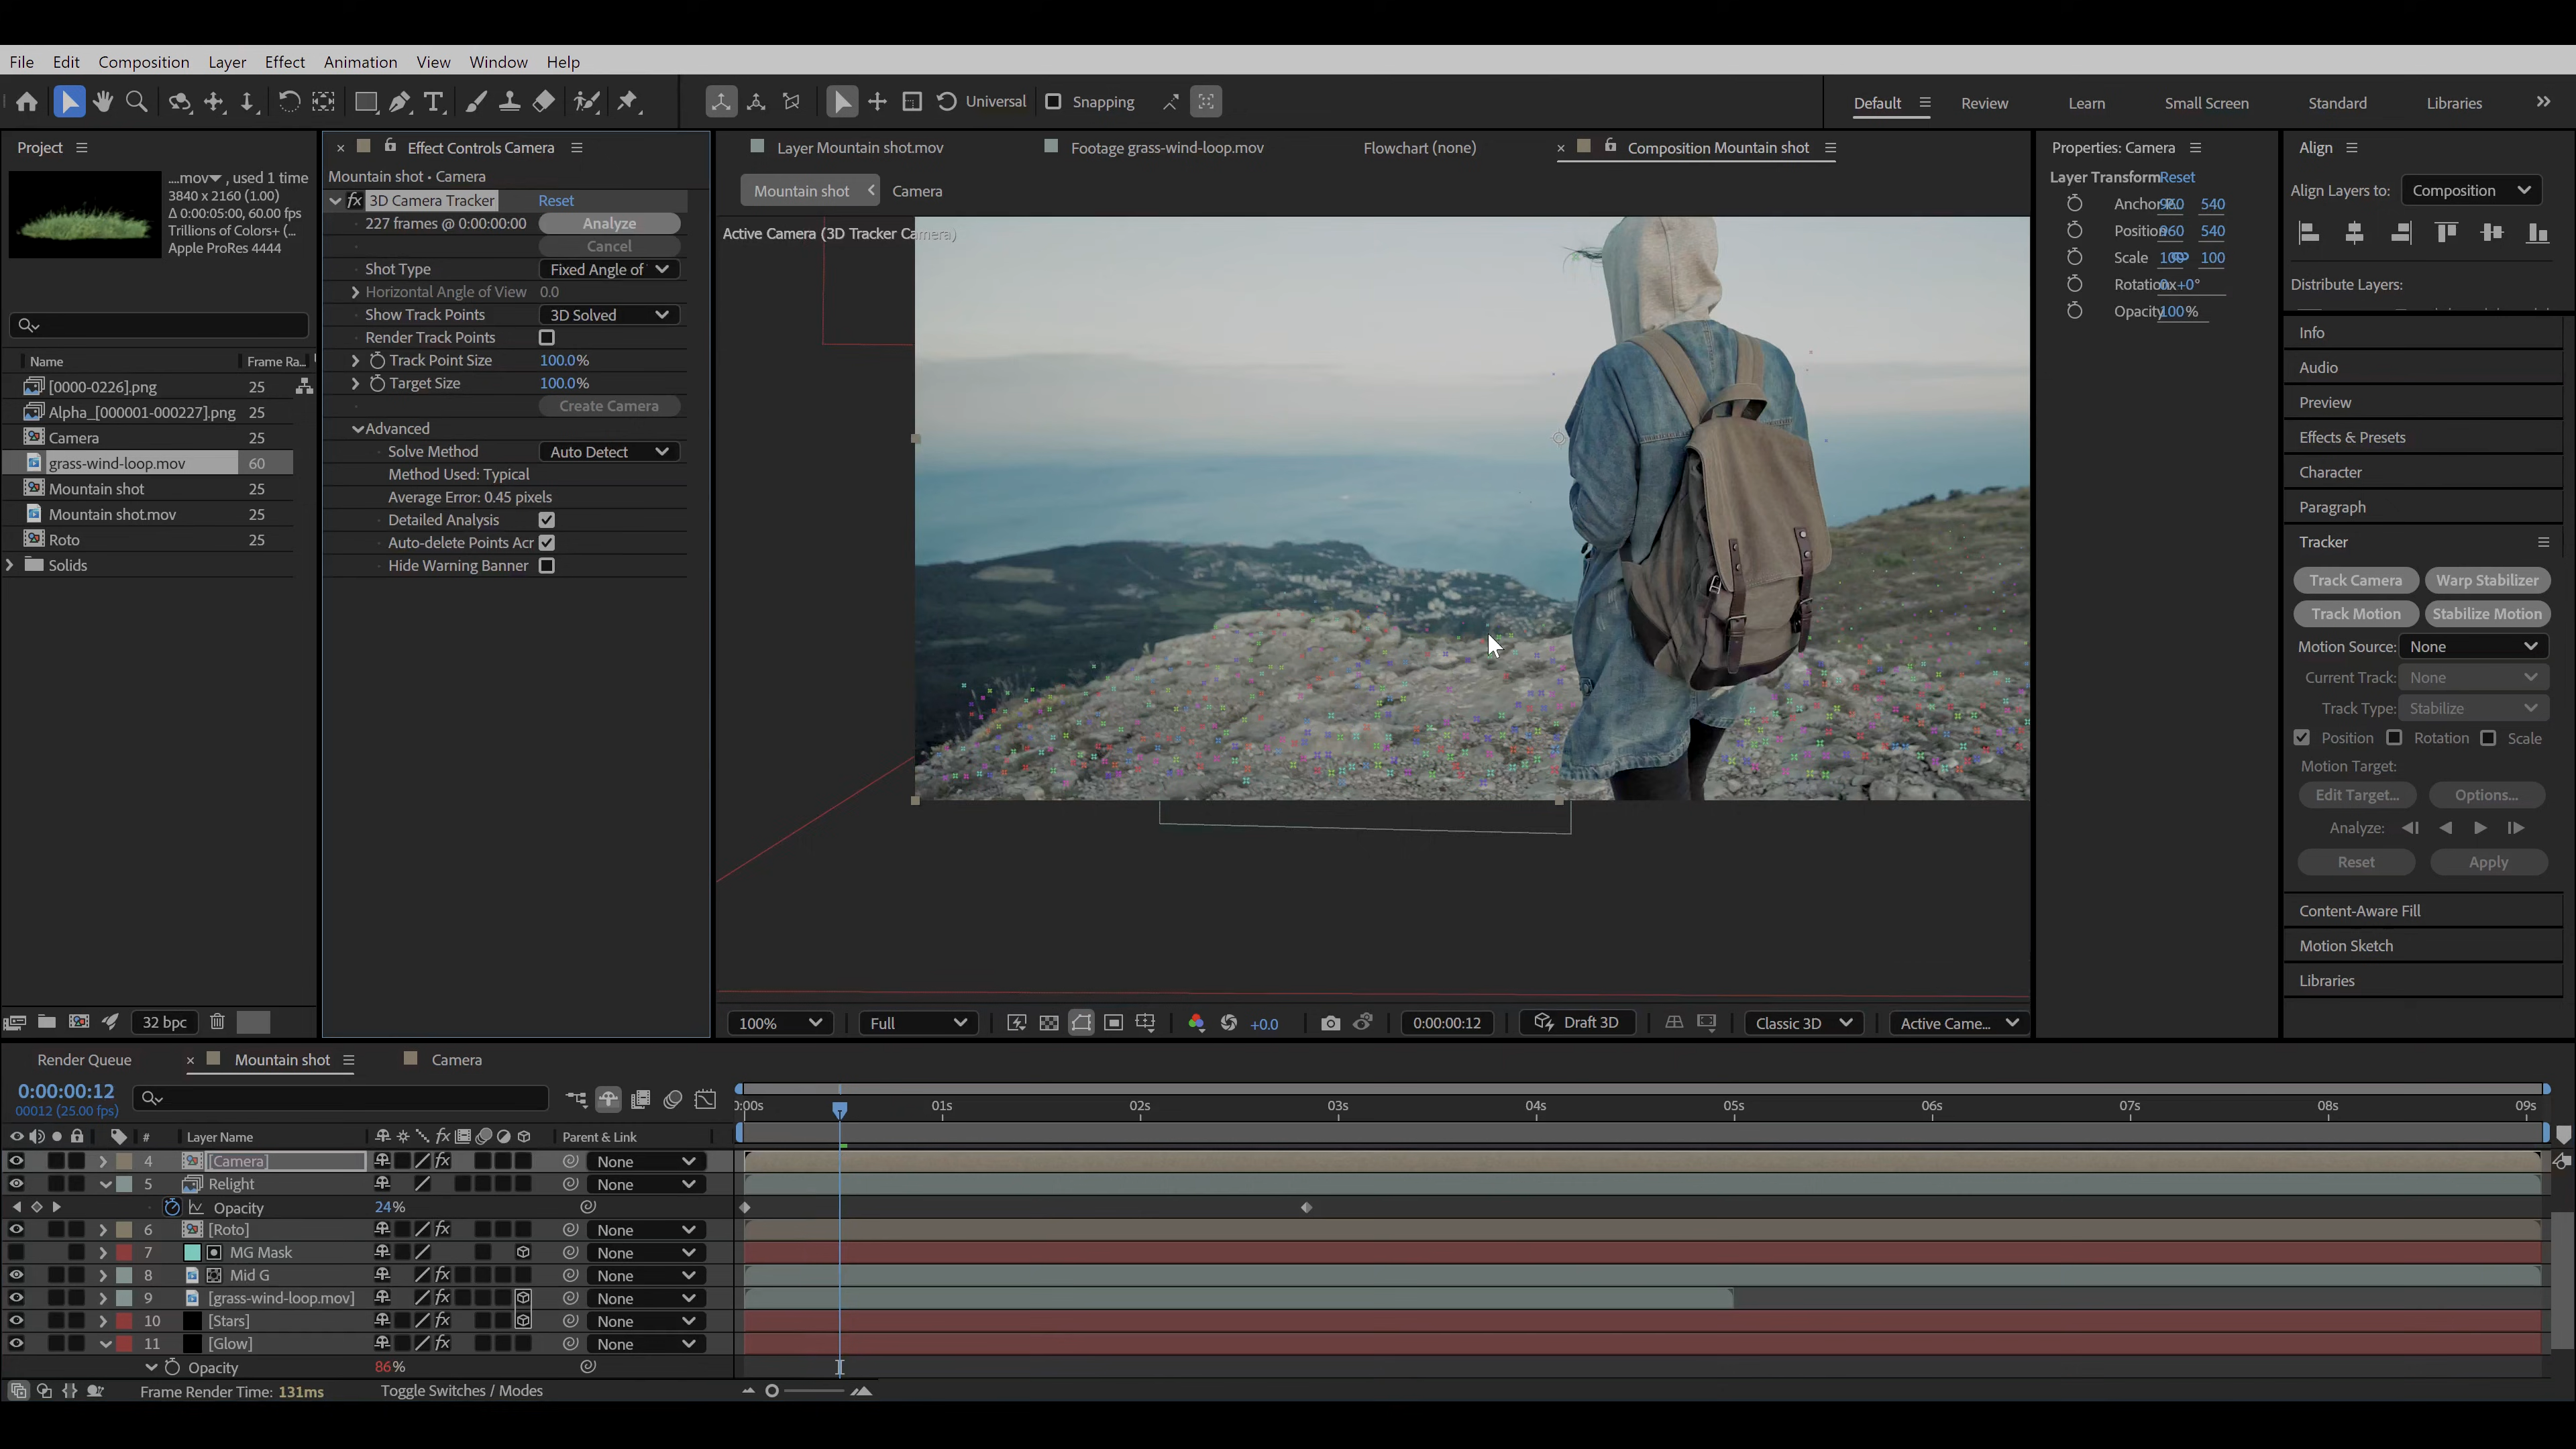 File Edit Composition Layer Effect Animation View Window Help
Universal Snapping Default Review Learn Small Screen Standard Libraries
Project
....mov , used 1 time
3840 x 2160 (1.00)
Δ 0:00:05:00, 60.00 fps
Trillions of Colors+ (...
Apple ProRes 4444
Name Frame Ra...
[0000-0226].png 25
Alpha_[000001-000227].png 25
Camera 25
grass-wind-loop.mov 60
Mountain shot 25
Mountain shot.mov 25
Roto 25
Solids
32 bpc
Effect Controls Camera
Mountain shot • Camera
fx 3D Camera Tracker Reset
227 frames @ 0:00:00:00 Analyze
Cancel
Shot Type Fixed Angle of
Horizontal Angle of View 0.0
Show Track Points 3D Solved
Render Track Points
Track Point Size 100.0%
Target Size 100.0%
Create Camera
Advanced
Solve Method Auto Detect
Method Used: Typical
Average Error: 0.45 pixels
Detailed Analysis
Auto-delete Points Acr
Hide Warning Banner
Layer Mountain shot.mov Footage grass-wind-loop.mov Flowchart (none) Composition Mountain shot
Mountain shot Camera
Active Camera (3D Tracker Camera)
100% Full +0.0 0:00:00:12 Draft 3D Classic 3D Active Came...
Properties: Camera
Layer Transform Reset
Anchor P. 960 540
Position 960 540
Scale 100 100
Rotation 0x+0°
Opacity 100%
Align
Align Layers to: Composition
Distribute Layers:
Info
Audio
Preview
Effects & Presets
Character
Paragraph
Tracker
Track Camera Warp Stabilizer
Track Motion Stabilize Motion
Motion Source: None
Current Track: None
Track Type: Stabilize
Position Rotation Scale
Motion Target:
Edit Target... Options...
Analyze:
Reset Apply
Content-Aware Fill
Motion Sketch
Libraries
Render Queue Mountain shot Camera
0:00:00:12
00012 (25.00 fps)
0:00s 01s 02s 03s 04s 05s 06s 07s 08s 09s
# Layer Name fx Parent & Link
4 [Camera] fx None
5 Relight None
Opacity 24%
6 [Roto] fx None
7 MG Mask None
8 Mid G fx None
9 [grass-wind-loop.mov] fx None
10 [Stars] fx None
11 [Glow] fx None
Opacity 86%
Frame Render Time: 131ms Toggle Switches / Modes